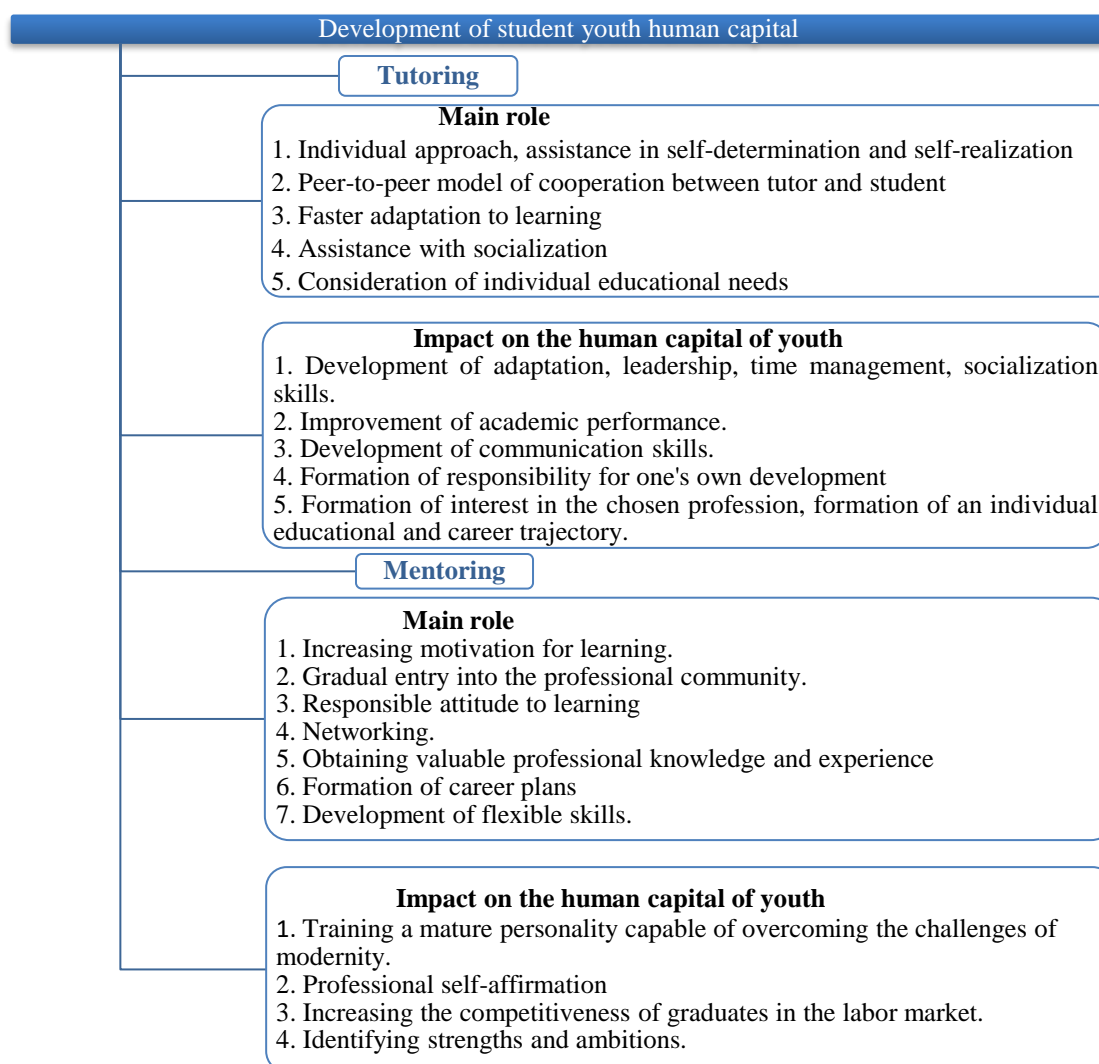 Development of student youth human capital
Tutoring
Main role
1. Individual approach, assistance in self-determination and self-realization
2. Peer-to-peer model of cooperation between tutor and student
3. Faster adaptation to learning
4. Assistance with socialization
5. Consideration of individual educational needs
Impact on the human capital of youth
1. Development of adaptation, leadership, time management, socialization
skills.
2. Improvement of academic performance.
3. Development of communication skills.
4. Formation of responsibility for one's own development
5. Formation of interest in the chosen profession, formation of an individual
educational and career trajectory.
Mentoring
Main role
1. Increasing motivation for learning.
2. Gradual entry into the professional community.
3. Responsible attitude to learning
4. Networking.
5. Obtaining valuable professional knowledge and experience
6. Formation of career plans
7. Development of flexible skills.
Impact on the human capital of youth
1. Training a mature personality capable of overcoming the challenges of
modernity.
2. Professional self-affirmation
3. Increasing the competitiveness of graduates in the labor market.
4. Identifying strengths and ambitions.